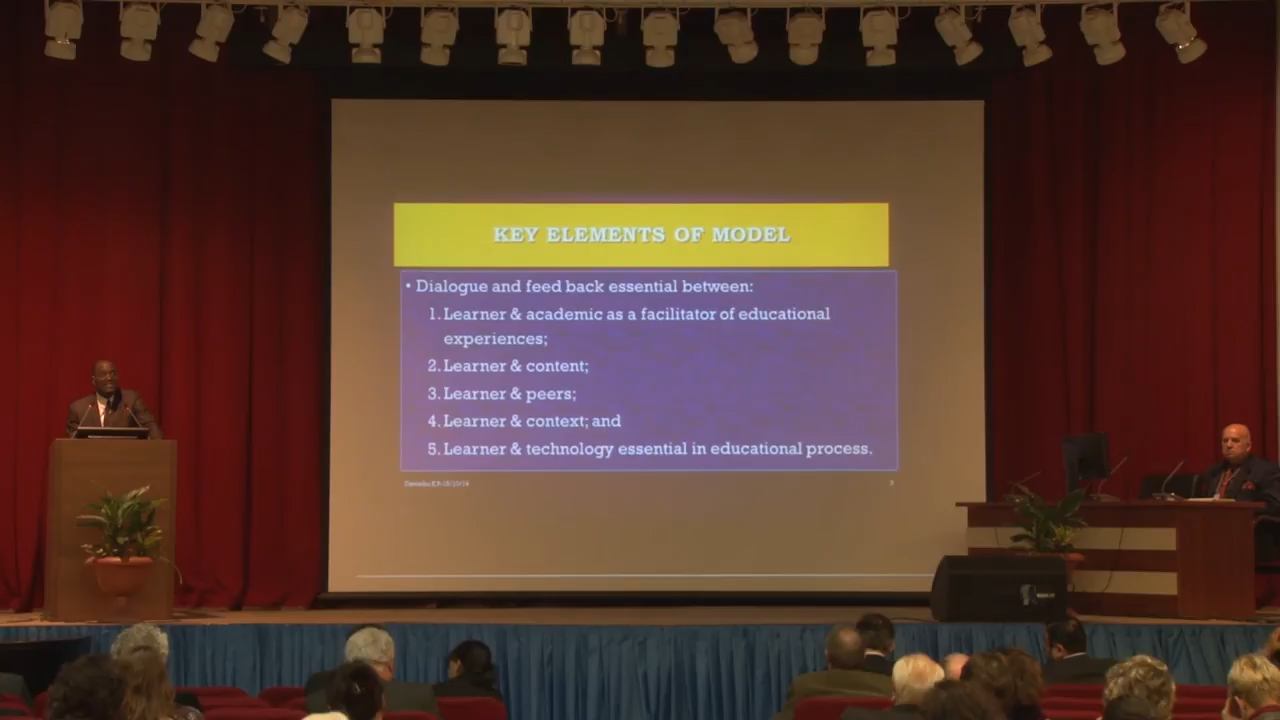 KEY ELEMENTS OF MODEL
• Dialogue and feed back essential between:
1. Learner & academic as a facilitator of educational
experiences;
2. Learner & content;
3. Learner & peers;
4. Learner & context; and
5. Learner & technology essential in educational process.